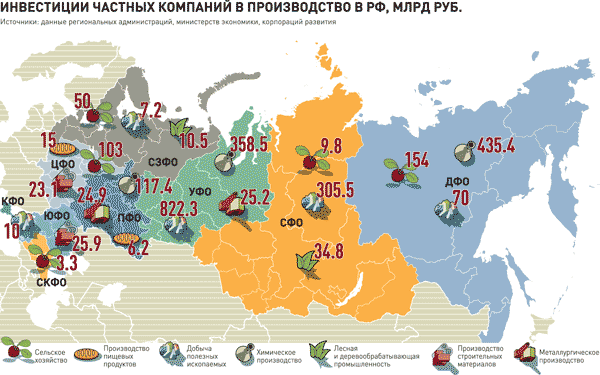 ИНВЕСТИЦИИ ЧАСТНЫХ КОМПАНИЙ В ПРОИЗВОДСТВО В РФ, МЛРД РУБ.
Источники: данные региональных администраций, министерств экономики, корпораций развития
50
7.2
10.5
358.5
9.8
435.4
15
103
СЗФО
154
ЦФО
23.1
24.9
117.4
УФО
25.2
305.5
ДФО
70
КФО
10
ЮФО
ПФО
822.3
СФО
25.9
6.2
34.8
3.3
СКФО
Сельское
хозяйство
Производство
пищевых
продуктов
Добыча
полезных
ископаемых
Химическое
производство
Лесная
и деревообрабатывающая
промышленность
Производство
строительных
материалов
Металлургическое
производство